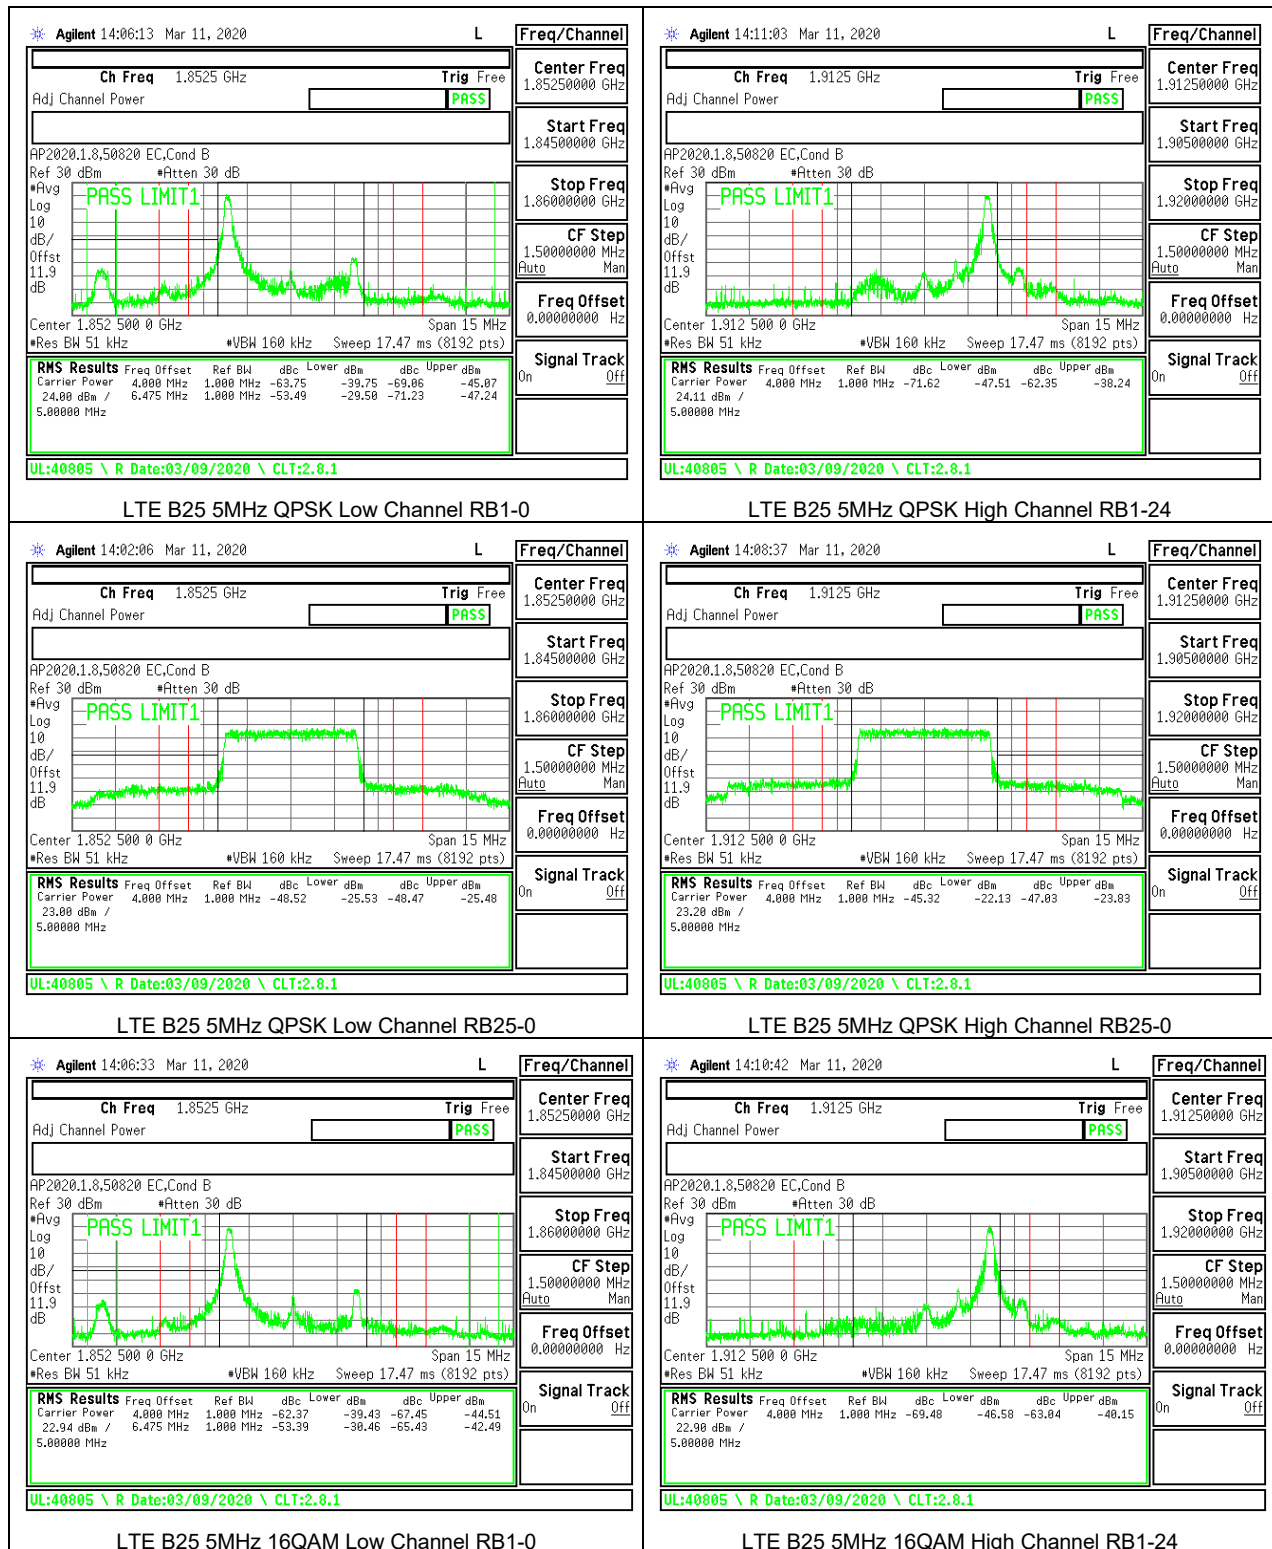 Agilent 14:06:13 Mar 11, 2020 L Freq/Channel
Ch Freq 1.8525 GHz Trig Free
Adj Channel Power PASS
AP2020.1.8,50820 EC,Cond B
Ref 30 dBm #Atten 30 dB
#Avg
Log
10
dB/
Offst
11.9
dB
PASS LIMIT1
Center 1.852 500 0 GHz Span 15 MHz
#Res BW 51 kHz #VBW 160 kHz Sweep 17.47 ms (8192 pts)
RMS Results Freq Offset Ref BW dBc Lower dBm dBc Upper dBm
Carrier Power 4.000 MHz 1.000 MHz -63.75 -39.75 -69.06 -45.07
24.00 dBm / 6.475 MHz 1.000 MHz -53.49 -29.50 -71.23 -47.24
5.00000 MHz
Center Freq
1.85250000 GHz
Start Freq
1.84500000 GHz
Stop Freq
1.86000000 GHz
CF Step
1.50000000 MHz
Auto Man
Freq Offset
0.00000000 Hz
Signal Track
On Off
UL:40805 \ R Date:03/09/2020 \ CLT:2.8.1
LTE B25 5MHz QPSK Low Channel RB1-0
Agilent 14:11:03 Mar 11, 2020 L Freq/Channel
Ch Freq 1.9125 GHz Trig Free
Adj Channel Power PASS
AP2020.1.8,50820 EC,Cond B
Ref 30 dBm #Atten 30 dB
#Avg
Log
10
dB/
Offst
11.9
dB
PASS LIMIT1
Center 1.912 500 0 GHz Span 15 MHz
#Res BW 51 kHz #VBW 160 kHz Sweep 17.47 ms (8192 pts)
RMS Results Freq Offset Ref BW dBc Lower dBm dBc Upper dBm
Carrier Power 4.000 MHz 1.000 MHz -71.62 -47.51 -62.35 -38.24
24.11 dBm /
5.00000 MHz
Center Freq
1.91250000 GHz
Start Freq
1.90500000 GHz
Stop Freq
1.92000000 GHz
CF Step
1.50000000 MHz
Auto Man
Freq Offset
0.00000000 Hz
Signal Track
On Off
UL:40805 \ R Date:03/09/2020 \ CLT:2.8.1
LTE B25 5MHz QPSK High Channel RB1-24
Agilent 14:02:06 Mar 11, 2020 L Freq/Channel
Ch Freq 1.8525 GHz Trig Free
Adj Channel Power PASS
AP2020.1.8,50820 EC,Cond B
Ref 30 dBm #Atten 30 dB
#Avg
Log
10
dB/
Offst
11.9
dB
PASS LIMIT1
Center 1.852 500 0 GHz Span 15 MHz
#Res BW 51 kHz #VBW 160 kHz Sweep 17.47 ms (8192 pts)
RMS Results Freq Offset Ref BW dBc Lower dBm dBc Upper dBm
Carrier Power 4.000 MHz 1.000 MHz -48.52 -25.53 -48.47 -25.48
23.00 dBm /
5.00000 MHz
Center Freq
1.85250000 GHz
Start Freq
1.84500000 GHz
Stop Freq
1.86000000 GHz
CF Step
1.50000000 MHz
Auto Man
Freq Offset
0.00000000 Hz
Signal Track
On Off
UL:40805 \ R Date:03/09/2020 \ CLT:2.8.1
LTE B25 5MHz QPSK Low Channel RB25-0
Agilent 14:08:37 Mar 11, 2020 L Freq/Channel
Ch Freq 1.9125 GHz Trig Free
Adj Channel Power PASS
AP2020.1.8,50820 EC,Cond B
Ref 30 dBm #Atten 30 dB
#Avg
Log
10
dB/
Offst
11.9
dB
PASS LIMIT1
Center 1.912 500 0 GHz Span 15 MHz
#Res BW 51 kHz #VBW 160 kHz Sweep 17.47 ms (8192 pts)
RMS Results Freq Offset Ref BW dBc Lower dBm dBc Upper dBm
Carrier Power 4.000 MHz 1.000 MHz -45.32 -22.13 -47.03 -23.83
23.20 dBm /
5.00000 MHz
Center Freq
1.91250000 GHz
Start Freq
1.90500000 GHz
Stop Freq
1.92000000 GHz
CF Step
1.50000000 MHz
Auto Man
Freq Offset
0.00000000 Hz
Signal Track
On Off
UL:40805 \ R Date:03/09/2020 \ CLT:2.8.1
LTE B25 5MHz QPSK High Channel RB25-0
Agilent 14:06:33 Mar 11, 2020 L Freq/Channel
Ch Freq 1.8525 GHz Trig Free
Adj Channel Power PASS
AP2020.1.8,50820 EC,Cond B
Ref 30 dBm #Atten 30 dB
#Avg
Log
10
dB/
Offst
11.9
dB
PASS LIMIT1
Center 1.852 500 0 GHz Span 15 MHz
#Res BW 51 kHz #VBW 160 kHz Sweep 17.47 ms (8192 pts)
RMS Results Freq Offset Ref BW dBc Lower dBm dBc Upper dBm
Carrier Power 4.000 MHz 1.000 MHz -62.37 -39.43 -67.45 -44.51
22.94 dBm / 6.475 MHz 1.000 MHz -53.39 -30.46 -65.43 -42.49
5.00000 MHz
Center Freq
1.85250000 GHz
Start Freq
1.84500000 GHz
Stop Freq
1.86000000 GHz
CF Step
1.50000000 MHz
Auto Man
Freq Offset
0.00000000 Hz
Signal Track
On Off
UL:40805 \ R Date:03/09/2020 \ CLT:2.8.1
LTE B25 5MHz 16QAM Low Channel RB1-0
Agilent 14:10:42 Mar 11, 2020 L Freq/Channel
Ch Freq 1.9125 GHz Trig Free
Adj Channel Power PASS
AP2020.1.8,50820 EC,Cond B
Ref 30 dBm #Atten 30 dB
#Avg
Log
10
dB/
Offst
11.9
dB
PASS LIMIT1
Center 1.912 500 0 GHz Span 15 MHz
#Res BW 51 kHz #VBW 160 kHz Sweep 17.47 ms (8192 pts)
RMS Results Freq Offset Ref BW dBc Lower dBm dBc Upper dBm
Carrier Power 4.000 MHz 1.000 MHz -69.48 -46.58 -63.04 -40.15
22.90 dBm /
5.00000 MHz
Center Freq
1.91250000 GHz
Start Freq
1.90500000 GHz
Stop Freq
1.92000000 GHz
CF Step
1.50000000 MHz
Auto Man
Freq Offset
0.00000000 Hz
Signal Track
On Off
UL:40805 \ R Date:03/09/2020 \ CLT:2.8.1
LTE B25 5MHz 16QAM High Channel RB1-24